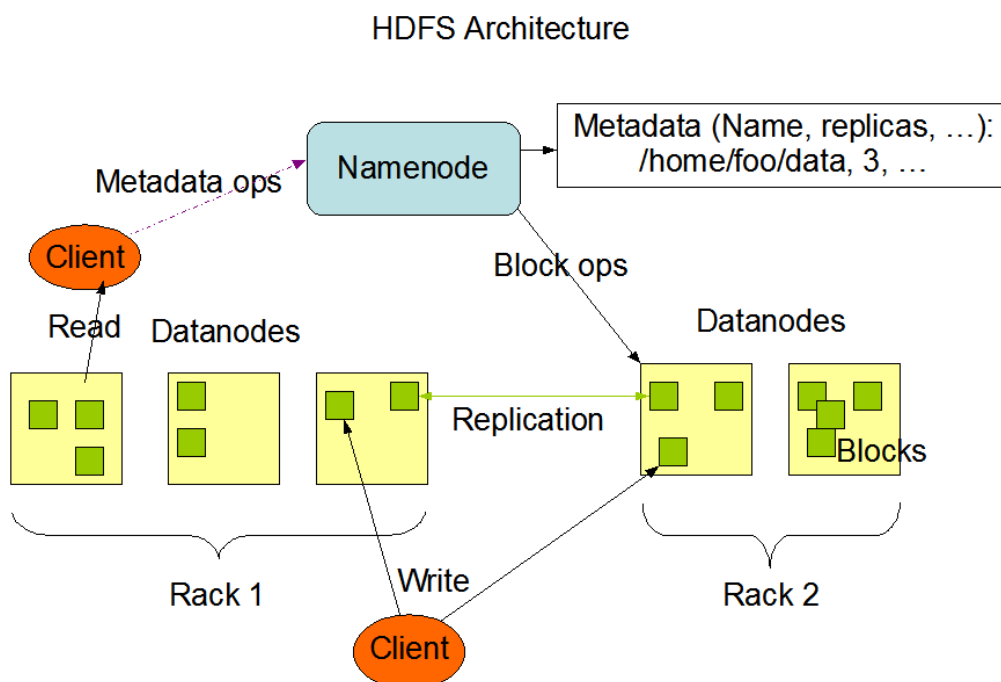 HDFS Architecture
Metadata (Name, replicas, …):
/home/foo/data, 3, …
Namenode
Metadata ops
Client
Block ops
Read
Datanodes
Datanodes
Replication
Blocks
Rack 1
Write
Rack 2
Client